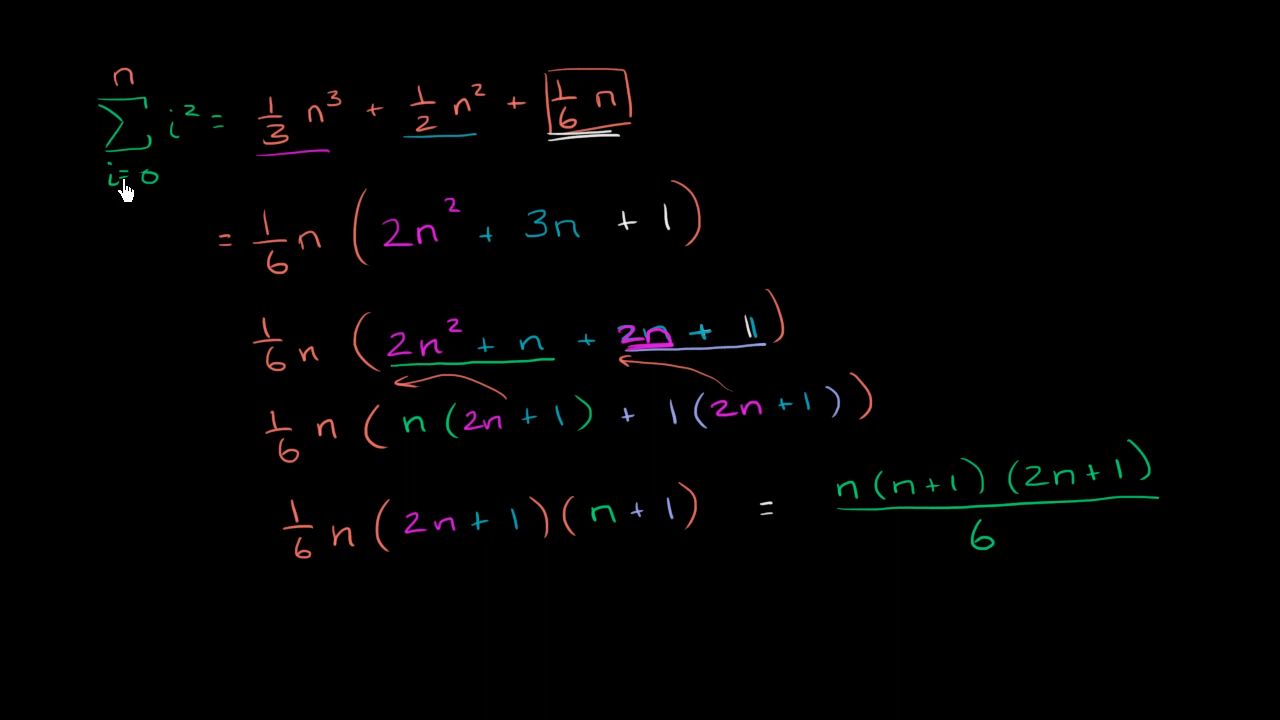 n
∑ i² = 1/3 n³ + 1/2 n² + 1/6 n
i=0
= 1/6 n (2n² + 3n + 1)
1/6 n (2n² + n + 2n + 1)
1/6 n (n(2n + 1) + 1(2n + 1))
1/6 n (2n + 1)(n + 1) = n(n+1)(2n+1)/6